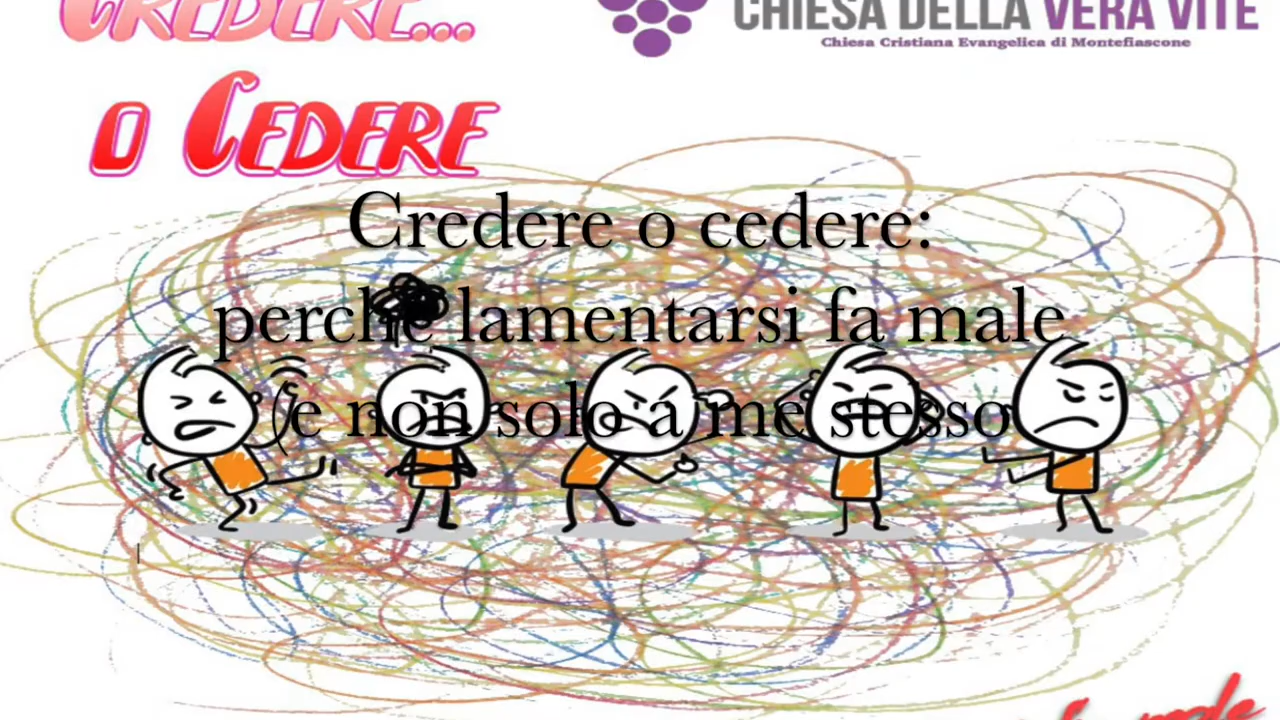 CREDERE...
CHIESA DELLA VERA VITE
Chiesa Cristiana Evangelica di Montefiascone
O CEDERE
Credere o cedere:
perchè lamentarsi fa male
e non solo a me stesso